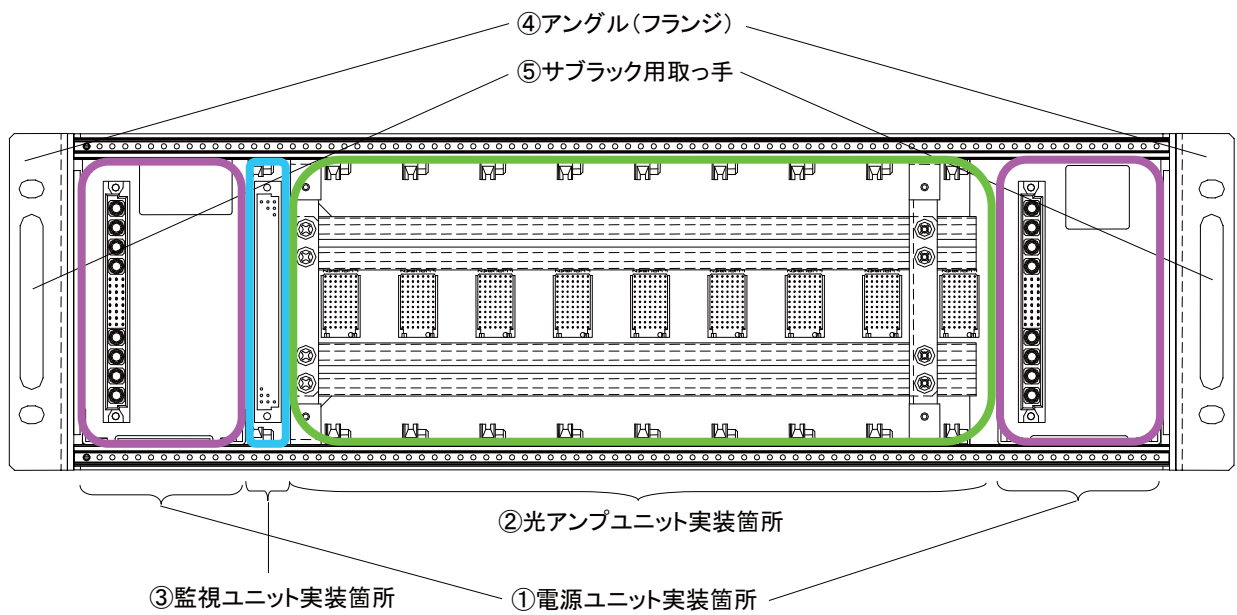 ④アングル(フランジ)
⑤サブラック用取っ手
②光アンプユニット実装箇所
③監視ユニット実装箇所
①電源ユニット実装箇所